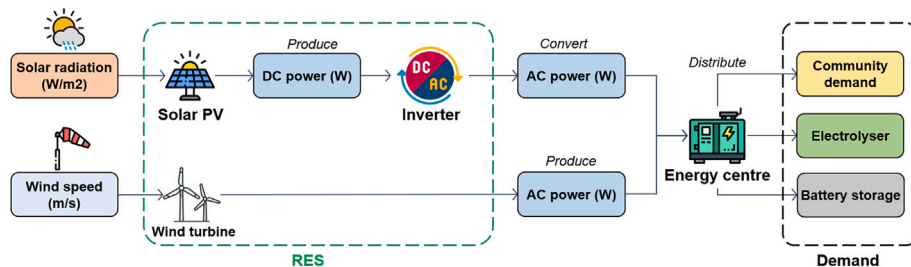 Solar radiation
(W/m2)
Solar PV
Produce
DC power (W)
DC
AC
Inverter
Convert
AC power (W)
Wind speed
(m/s)
Wind turbine
Produce
AC power (W)
RES
Distribute
Energy centre
Community
demand
Electrolyser
Battery storage
Demand